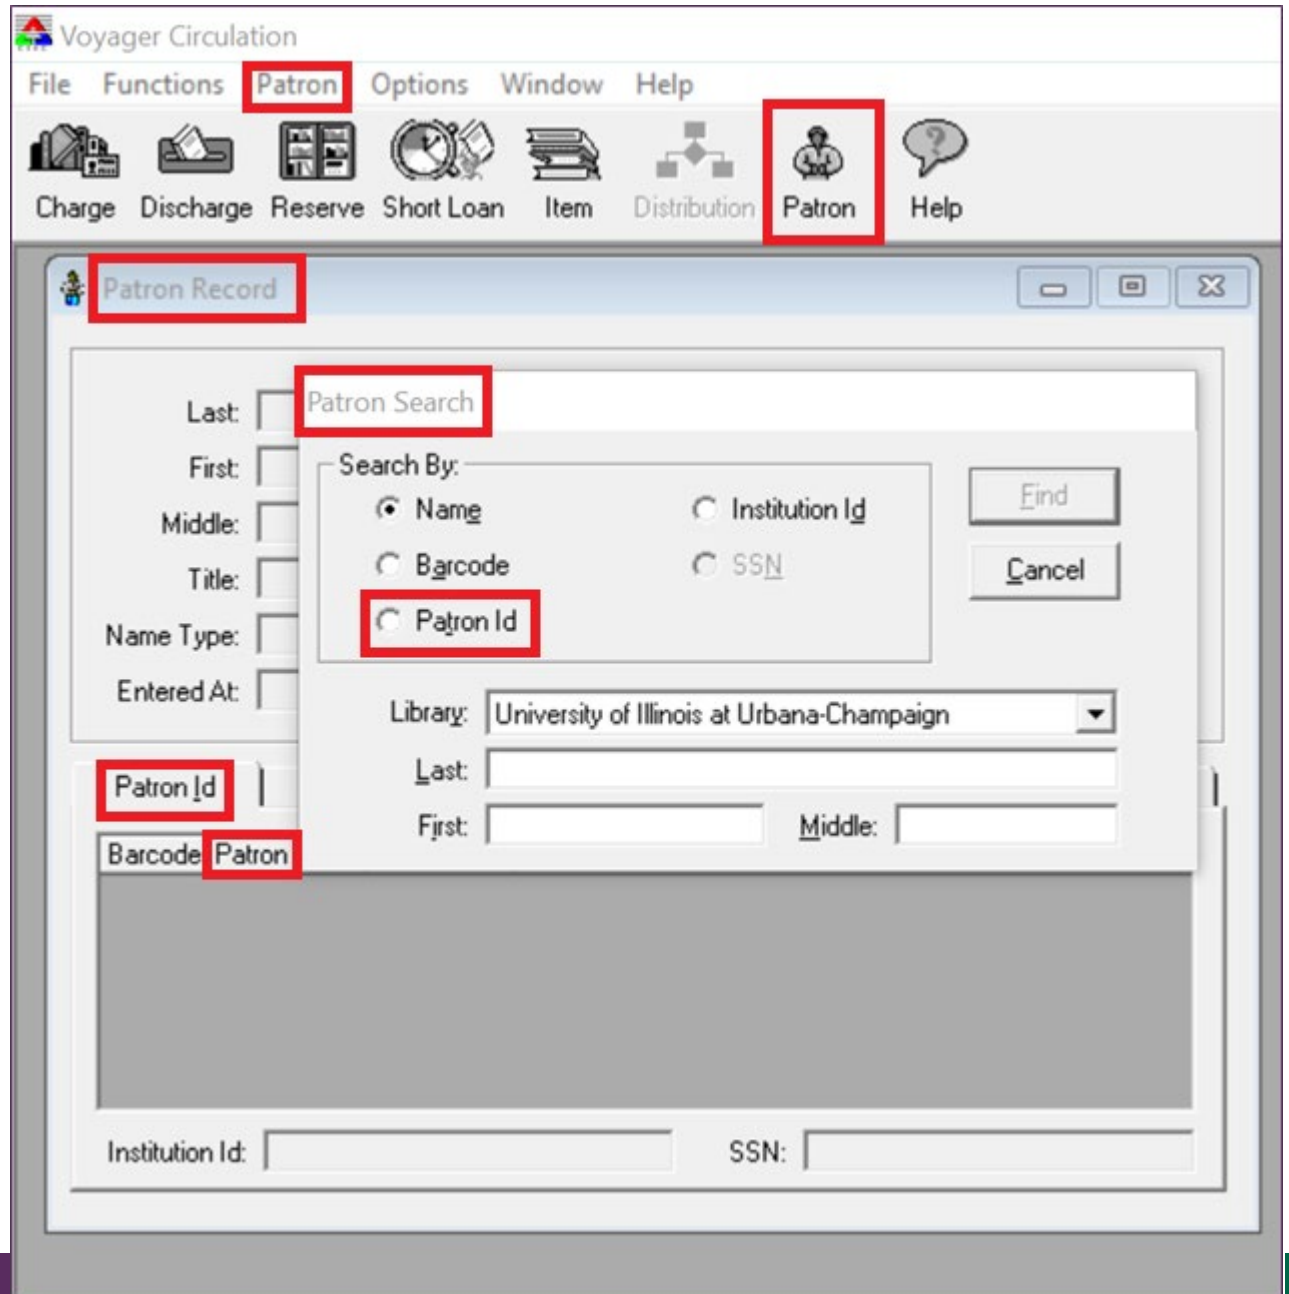 Voyager Circulation
File Functions Patron Options Window Help
Charge Discharge Reserve Short Loan Item Distribution Patron Help
Patron Record
Patron Search
Last:
First:
Middle:
Title:
Name Type:
Entered At:
Search By:
Name Institution Id
Barcode SSN
Patron Id
Find
Cancel
Library: University of Illinois at Urbana-Champaign
Last:
First: Middle:
Patron Id
Barcode Patron
Institution Id: SSN: